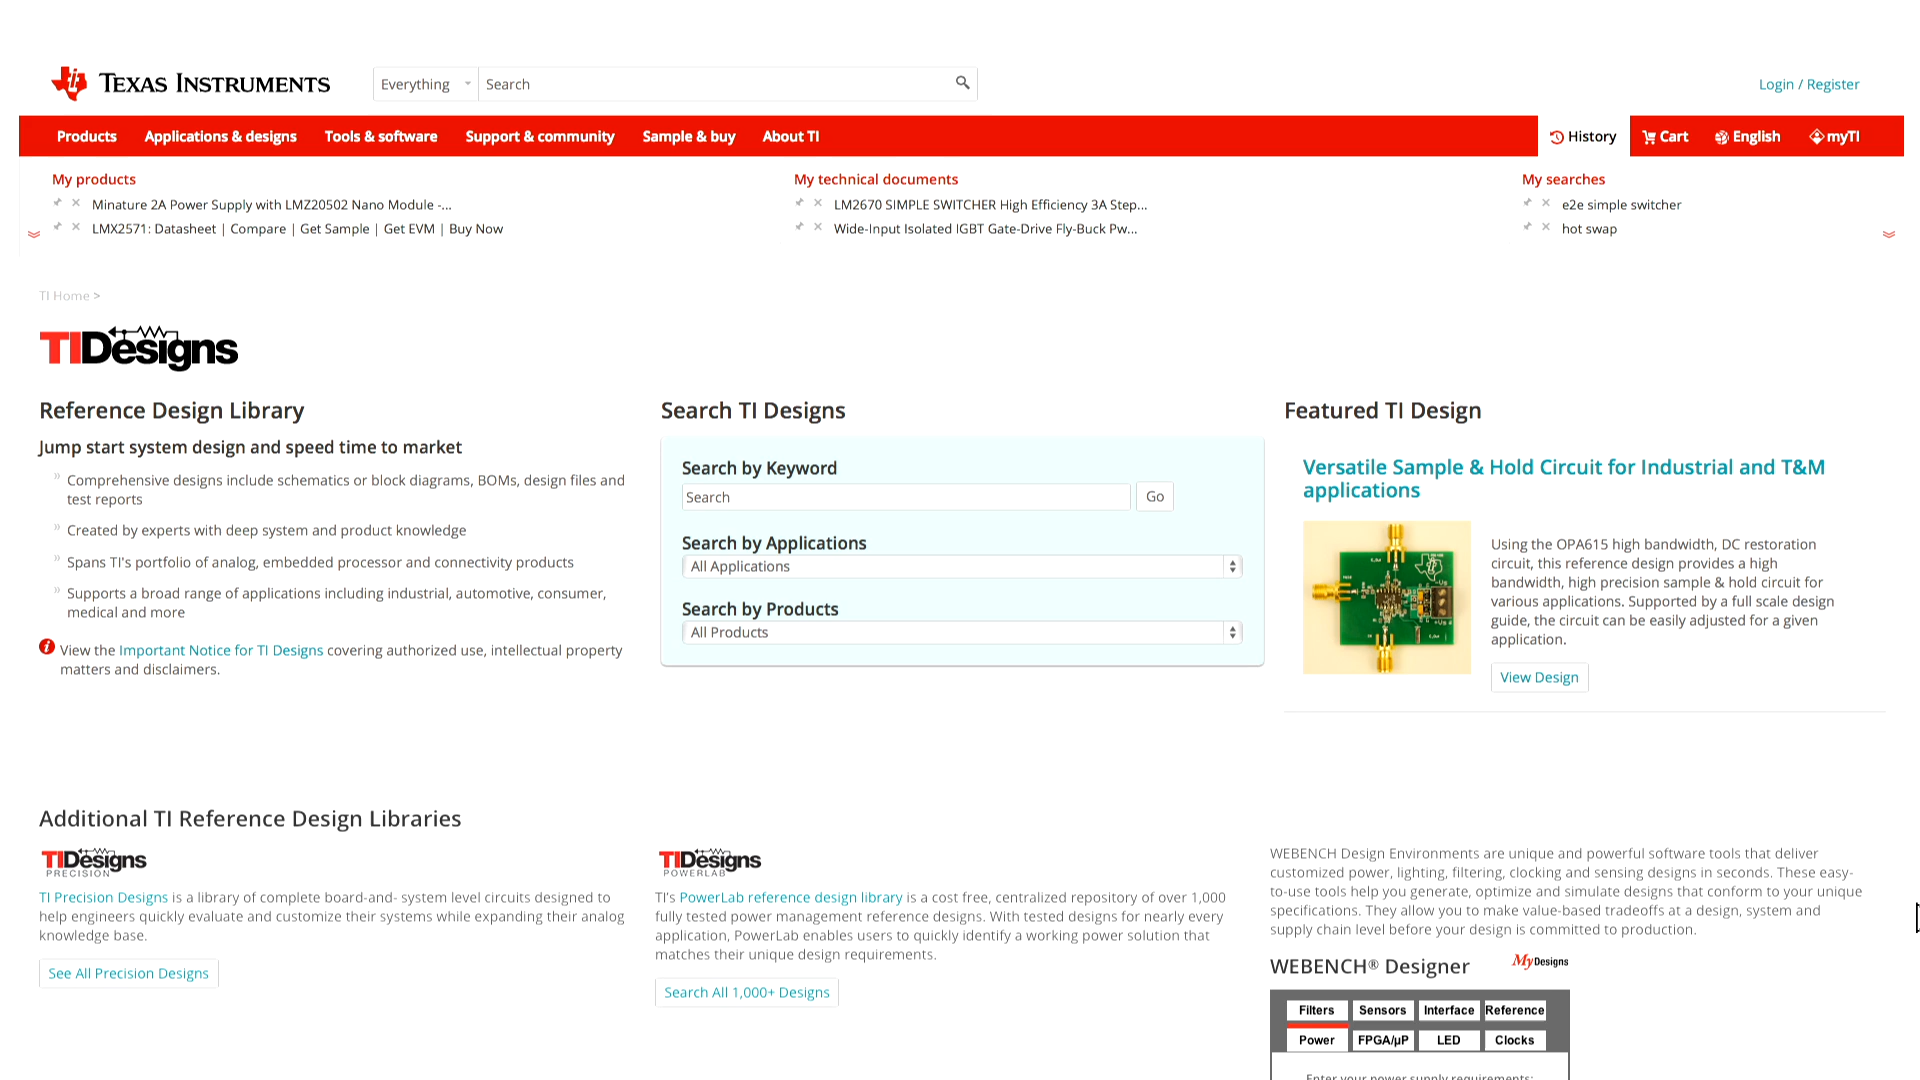 TEXAS INSTRUMENTS
Everything
Search
Login / Register
Products
Applications & designs
Tools & software
Support & community
Sample & buy
About TI
History
Cart
English
myTI
My products
Minature 2A Power Supply with LMZ20502 Nano Module -...
LMX2571: Datasheet | Compare | Get Sample | Get EVM | Buy Now
My technical documents
LM2670 SIMPLE SWITCHER High Efficiency 3A Step...
Wide-Input Isolated IGBT Gate-Drive Fly-Buck Pw...
My searches
e2e simple switcher
hot swap
TI Home >
TIDesigns
Reference Design Library
Jump start system design and speed time to market
Comprehensive designs include schematics or block diagrams, BOMs, design files and
test reports
Created by experts with deep system and product knowledge
Spans TI's portfolio of analog, embedded processor and connectivity products
Supports a broad range of applications including industrial, automotive, consumer,
medical and more
View the Important Notice for TI Designs covering authorized use, intellectual property
matters and disclaimers.
Search TI Designs
Search by Keyword
Search
Go
Search by Applications
All Applications
Search by Products
All Products
Featured TI Design
Versatile Sample & Hold Circuit for Industrial and T&M
applications
Using the OPA615 high bandwidth, DC restoration
circuit, this reference design provides a high
bandwidth, high precision sample & hold circuit for
various applications. Supported by a full scale design
guide, the circuit can be easily adjusted for a given
application.
View Design
Additional TI Reference Design Libraries
TIDesigns
PRECISION
TI Precision Designs is a library of complete board-and- system level circuits designed to
help engineers quickly evaluate and customize their systems while expanding their analog
knowledge base.
See All Precision Designs
TIDesigns
POWERLAB
TI's PowerLab reference design library is a cost free, centralized repository of over 1,000
fully tested power management reference designs. With tested designs for nearly every
application, PowerLab enables users to quickly identify a working power solution that
matches their unique design requirements.
Search All 1,000+ Designs
WEBENCH Design Environments are unique and powerful software tools that deliver
customized power, lighting, filtering, clocking and sensing designs in seconds. These easy-
to-use tools help you generate, optimize and simulate designs that conform to your unique
specifications. They allow you to make value-based tradeoffs at a design, system and
supply chain level before your design is committed to production.
WEBENCH® Designer
My Designs
Filters
Sensors
Interface
Reference
Power
FPGA/µP
LED
Clocks
Enter your power supply requirements: